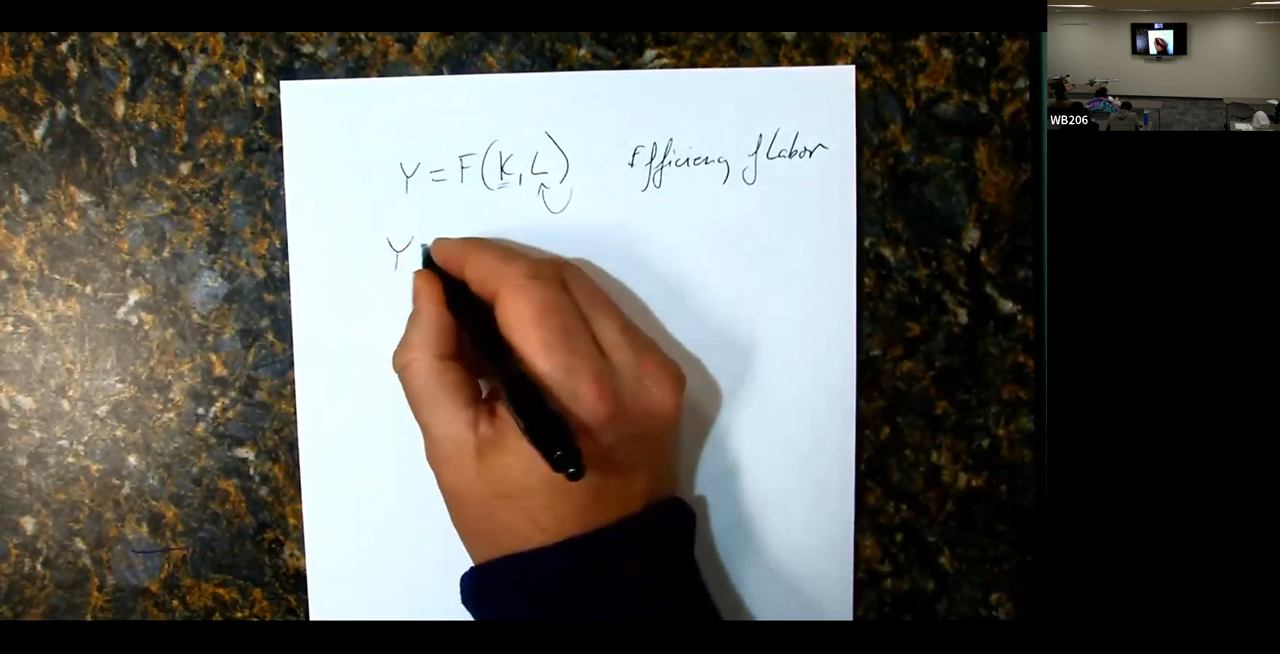 Y = F(K, L) Efficiency of Labor
Y
WB206